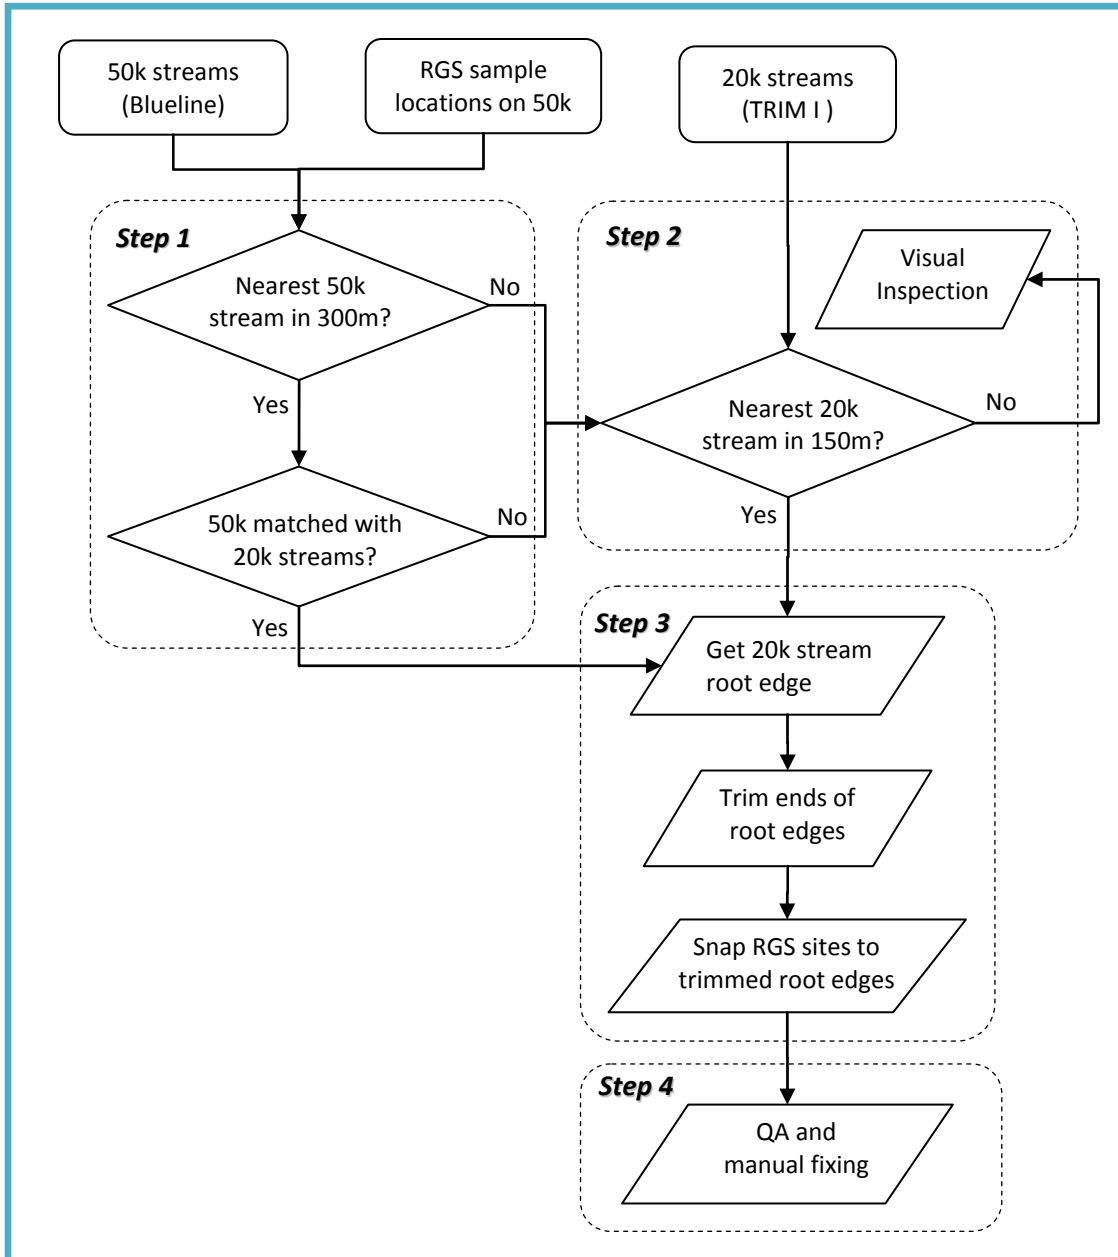 50k streams
(Blueline)
RGS sample
locations on 50k
20k streams
(TRIM I )
Step 1
Nearest 50k
stream in 300m?
No
Yes
50k matched with
20k streams?
No
Yes
Step 2
Visual
Inspection
Nearest 20k
stream in 150m?
No
Yes
Step 3
Get 20k stream
root edge
Trim ends of
root edges
Snap RGS sites to
trimmed root edges
Step 4
QA and
manual fixing